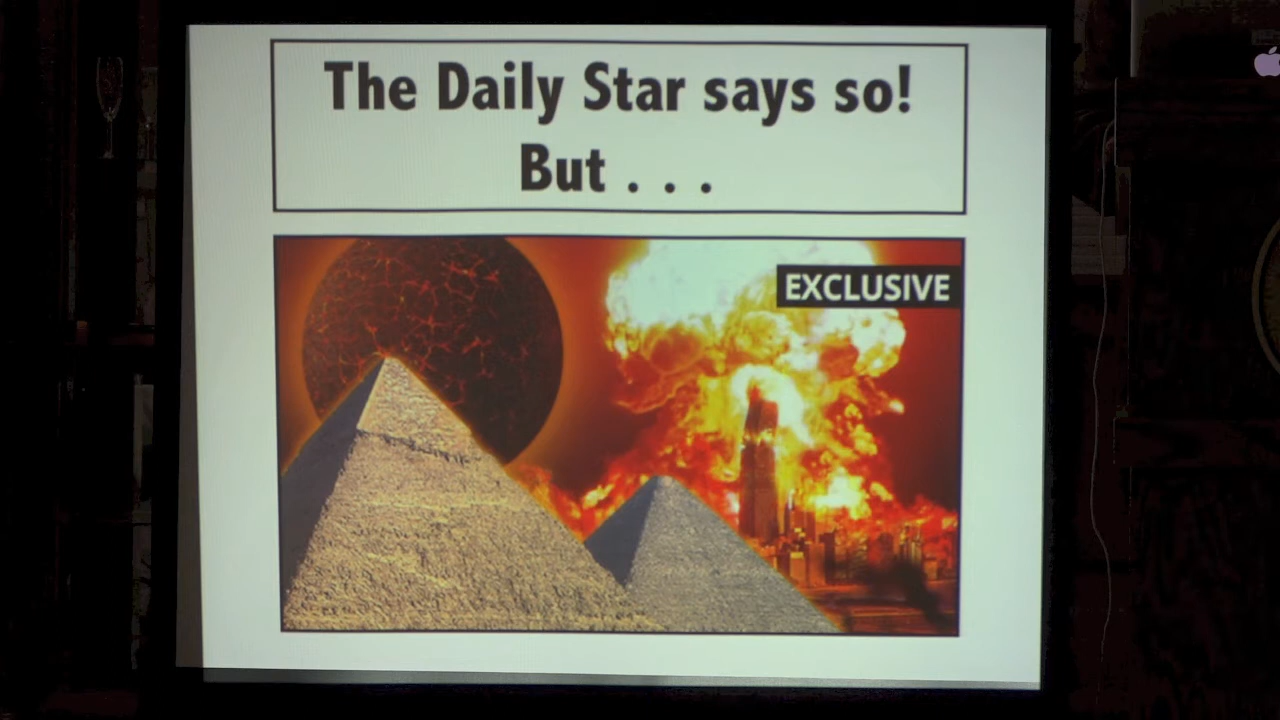 The Daily Star says so!
But . . .
EXCLUSIVE